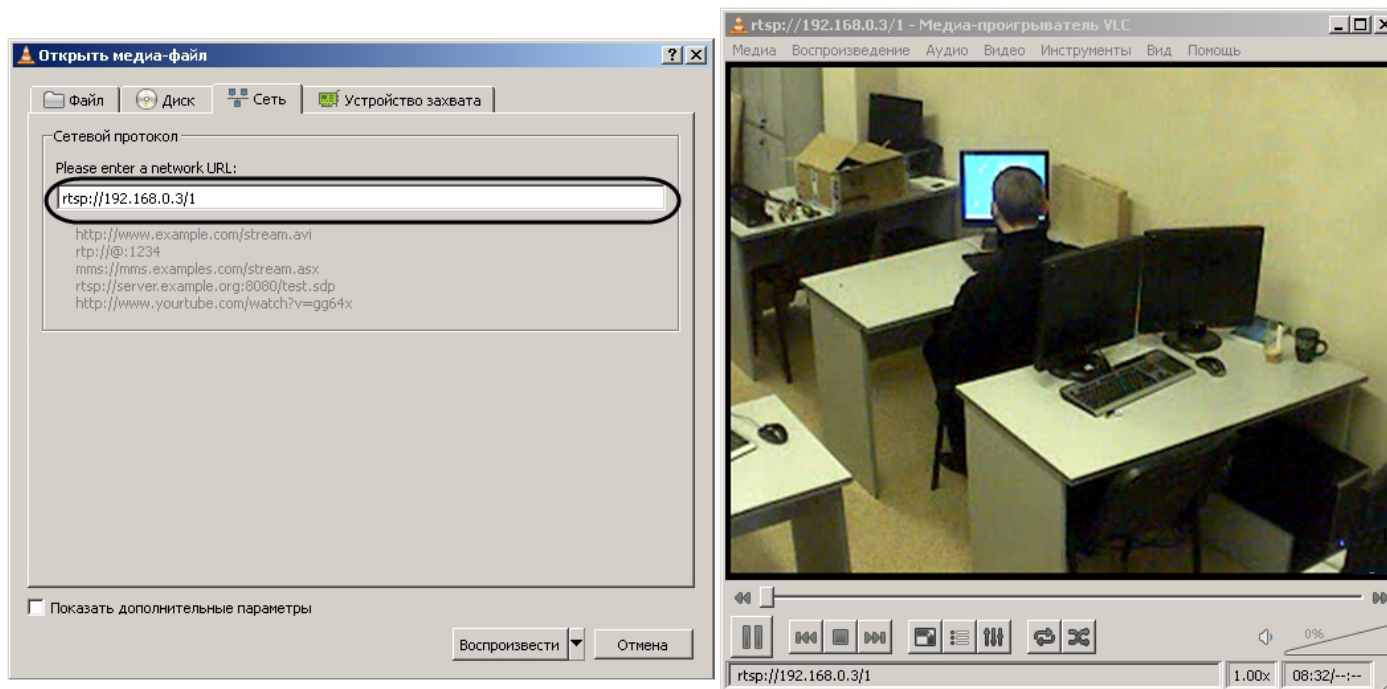 Открыть медиа-файл
Файл
Диск
Сеть
Устройство захвата
Сетевой протокол
Please enter a network URL:
rtsp://192.168.0.3/1
http://www.example.com/stream.avi
rtp://@:1234
mms://mms.examples.com/stream.asx
rtsp://server.example.org:8080/test.sdp
http://www.yourtube.com/watch?v=gg64x
Показать дополнительные параметры
Воспроизвести
Отмена
rtsp://192.168.0.3/1 - Медиа-проигрыватель VLC
Медиа Воспроизведение Аудио Видео Инструменты Вид Помощь
0%
rtsp://192.168.0.3/1
1.00x
08:32/--:--